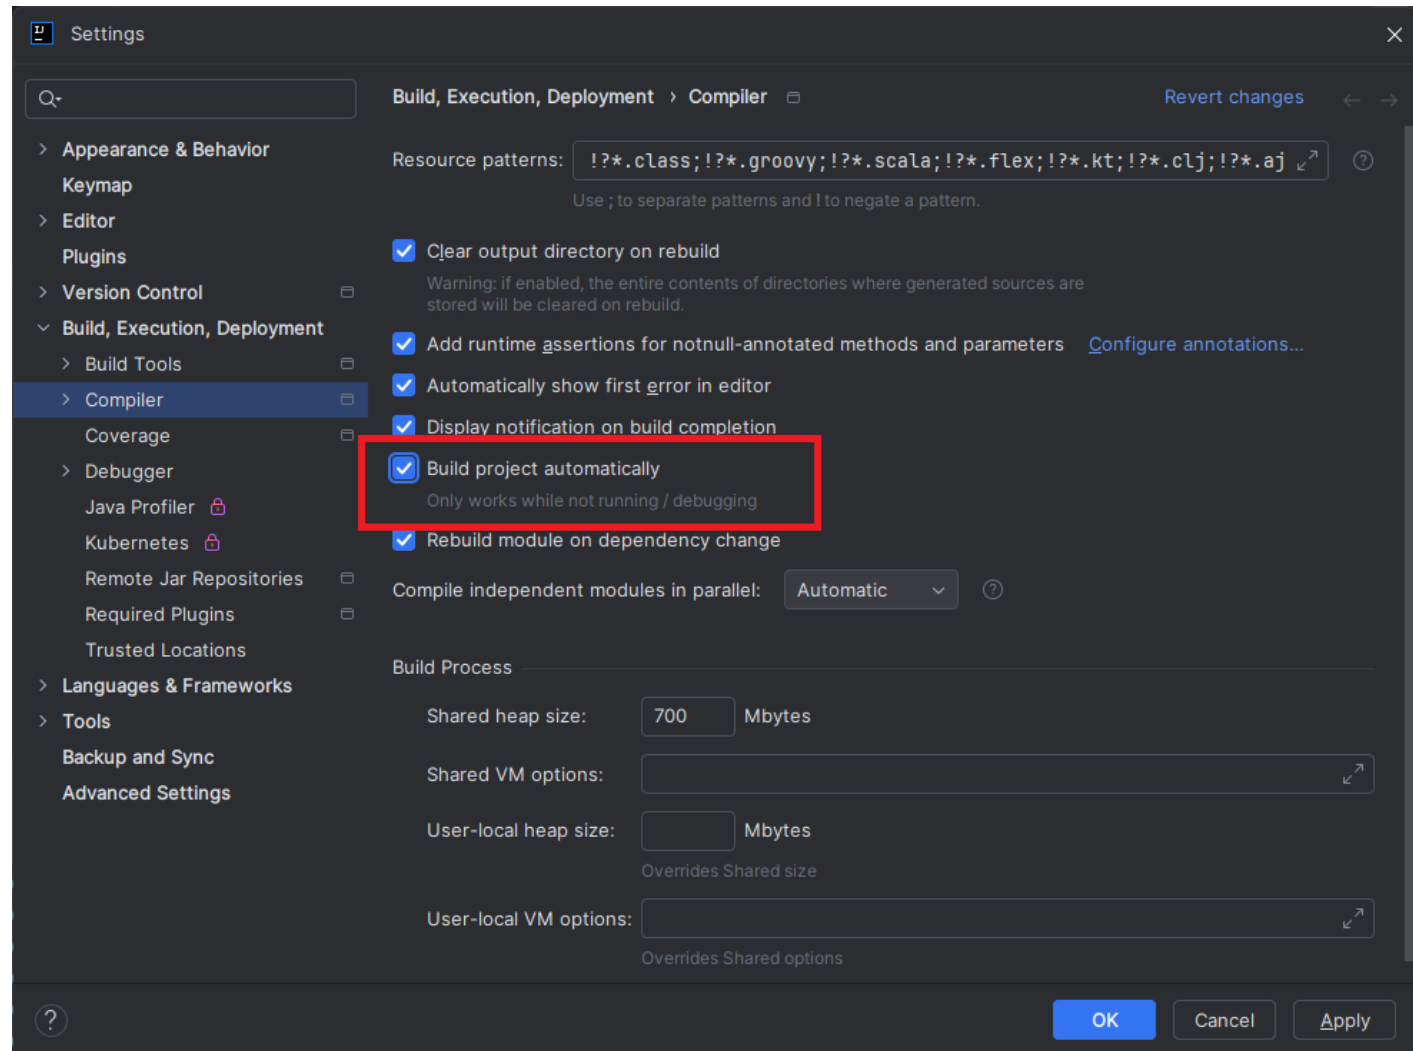 IJ
Settings
Build, Execution, Deployment › Compiler
Revert changes
Appearance & Behavior
Keymap
Editor
Plugins
Version Control
Build, Execution, Deployment
Build Tools
Compiler
Coverage
Debugger
Java Profiler
Kubernetes
Remote Jar Repositories
Required Plugins
Trusted Locations
Languages & Frameworks
Tools
Backup and Sync
Advanced Settings
Resource patterns: !?*.class;!?*.groovy;!?*.scala;!?*.flex;!?*.kt;!?*.clj;!?*.aj
Use ; to separate patterns and ! to negate a pattern.
Clear output directory on rebuild
Warning: if enabled, the entire contents of directories where generated sources are
stored will be cleared on rebuild.
Add runtime assertions for notnull-annotated methods and parameters Configure annotations...
Automatically show first error in editor
Display notification on build completion
Build project automatically
Only works while not running / debugging
Rebuild module on dependency change
Compile independent modules in parallel: Automatic
Build Process
Shared heap size: 700 Mbytes
Shared VM options:
User-local heap size: Mbytes
Overrides Shared size
User-local VM options:
Overrides Shared options
?
OK
Cancel
Apply